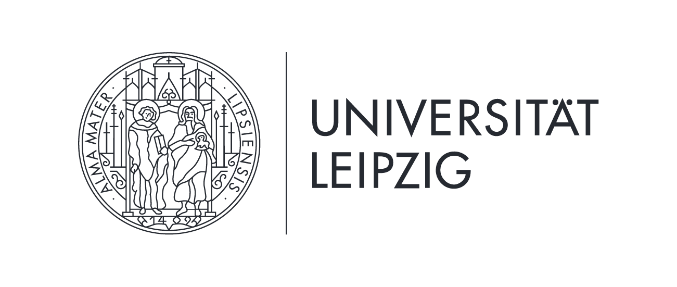 ALMA MATER · LIPSIENSIS ·
1409
UNIVERSITÄT
LEIPZIG